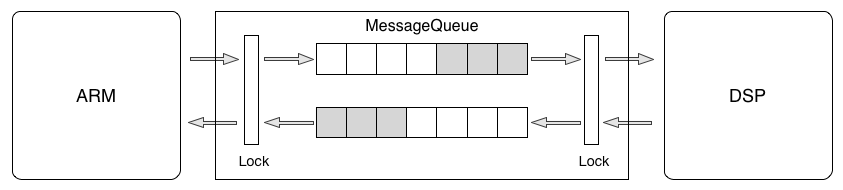 MessageQueue
ARM
DSP
Lock
Lock